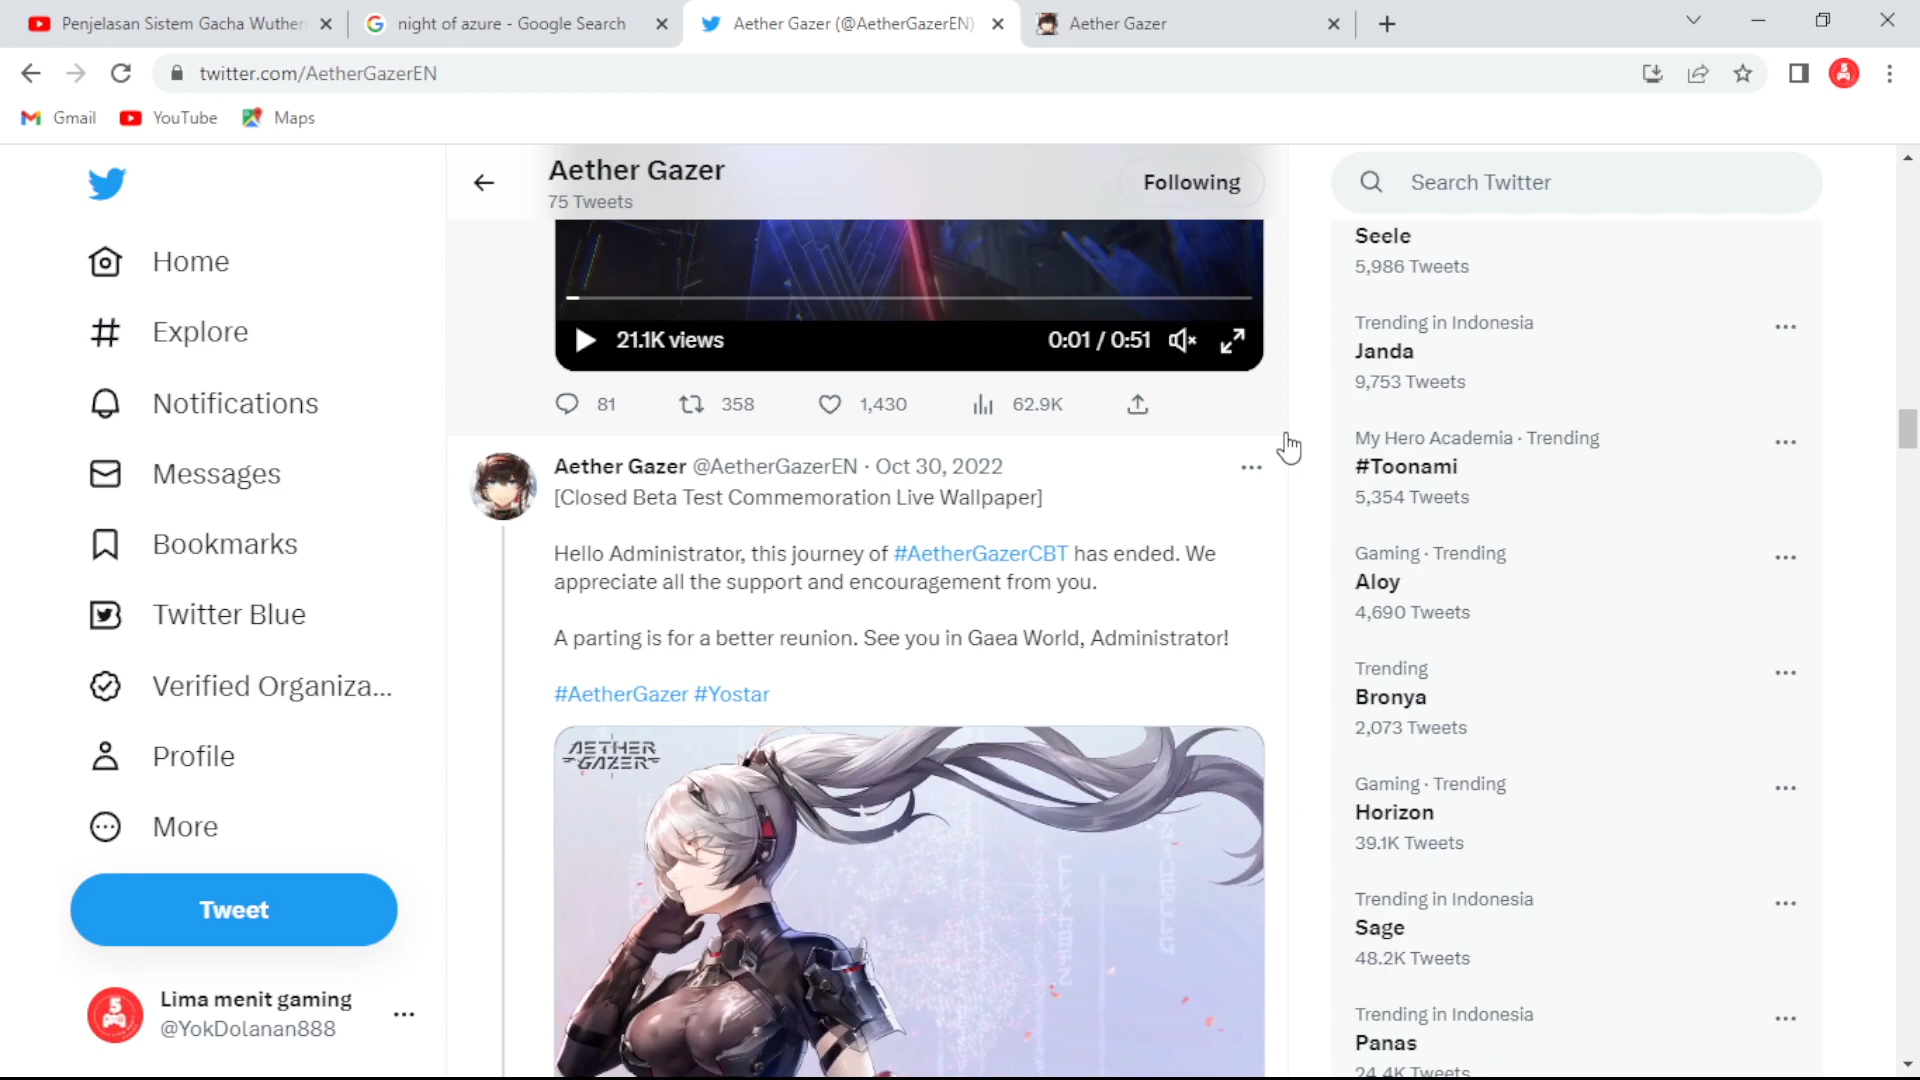 Penjelasan Sistem Gacha Wuther
night of azure - Google Search
Aether Gazer (@AetherGazerEN)
Aether Gazer
twitter.com/AetherGazerEN
Gmail
YouTube
Maps
Home
Explore
Notifications
Messages
Bookmarks
Twitter Blue
Verified Organiza...
Profile
More
Tweet
Lima menit gaming
@YokDolanan888
Aether Gazer
75 Tweets
Following
21.1K views
0:01 / 0:51
81
358
1,430
62.9K
Aether Gazer @AetherGazerEN · Oct 30, 2022
[Closed Beta Test Commemoration Live Wallpaper]
Hello Administrator, this journey of #AetherGazerCBT has ended. We
appreciate all the support and encouragement from you.
A parting is for a better reunion. See you in Gaea World, Administrator!
#AetherGazer #Yostar
AETHER
GAZER
Search Twitter
Seele
5,986 Tweets
Trending in Indonesia
Janda
9,753 Tweets
My Hero Academia · Trending
#Toonami
5,354 Tweets
Gaming · Trending
Aloy
4,690 Tweets
Trending
Bronya
2,073 Tweets
Gaming · Trending
Horizon
39.1K Tweets
Trending in Indonesia
Sage
48.2K Tweets
Trending in Indonesia
Panas
24.4K Tweets